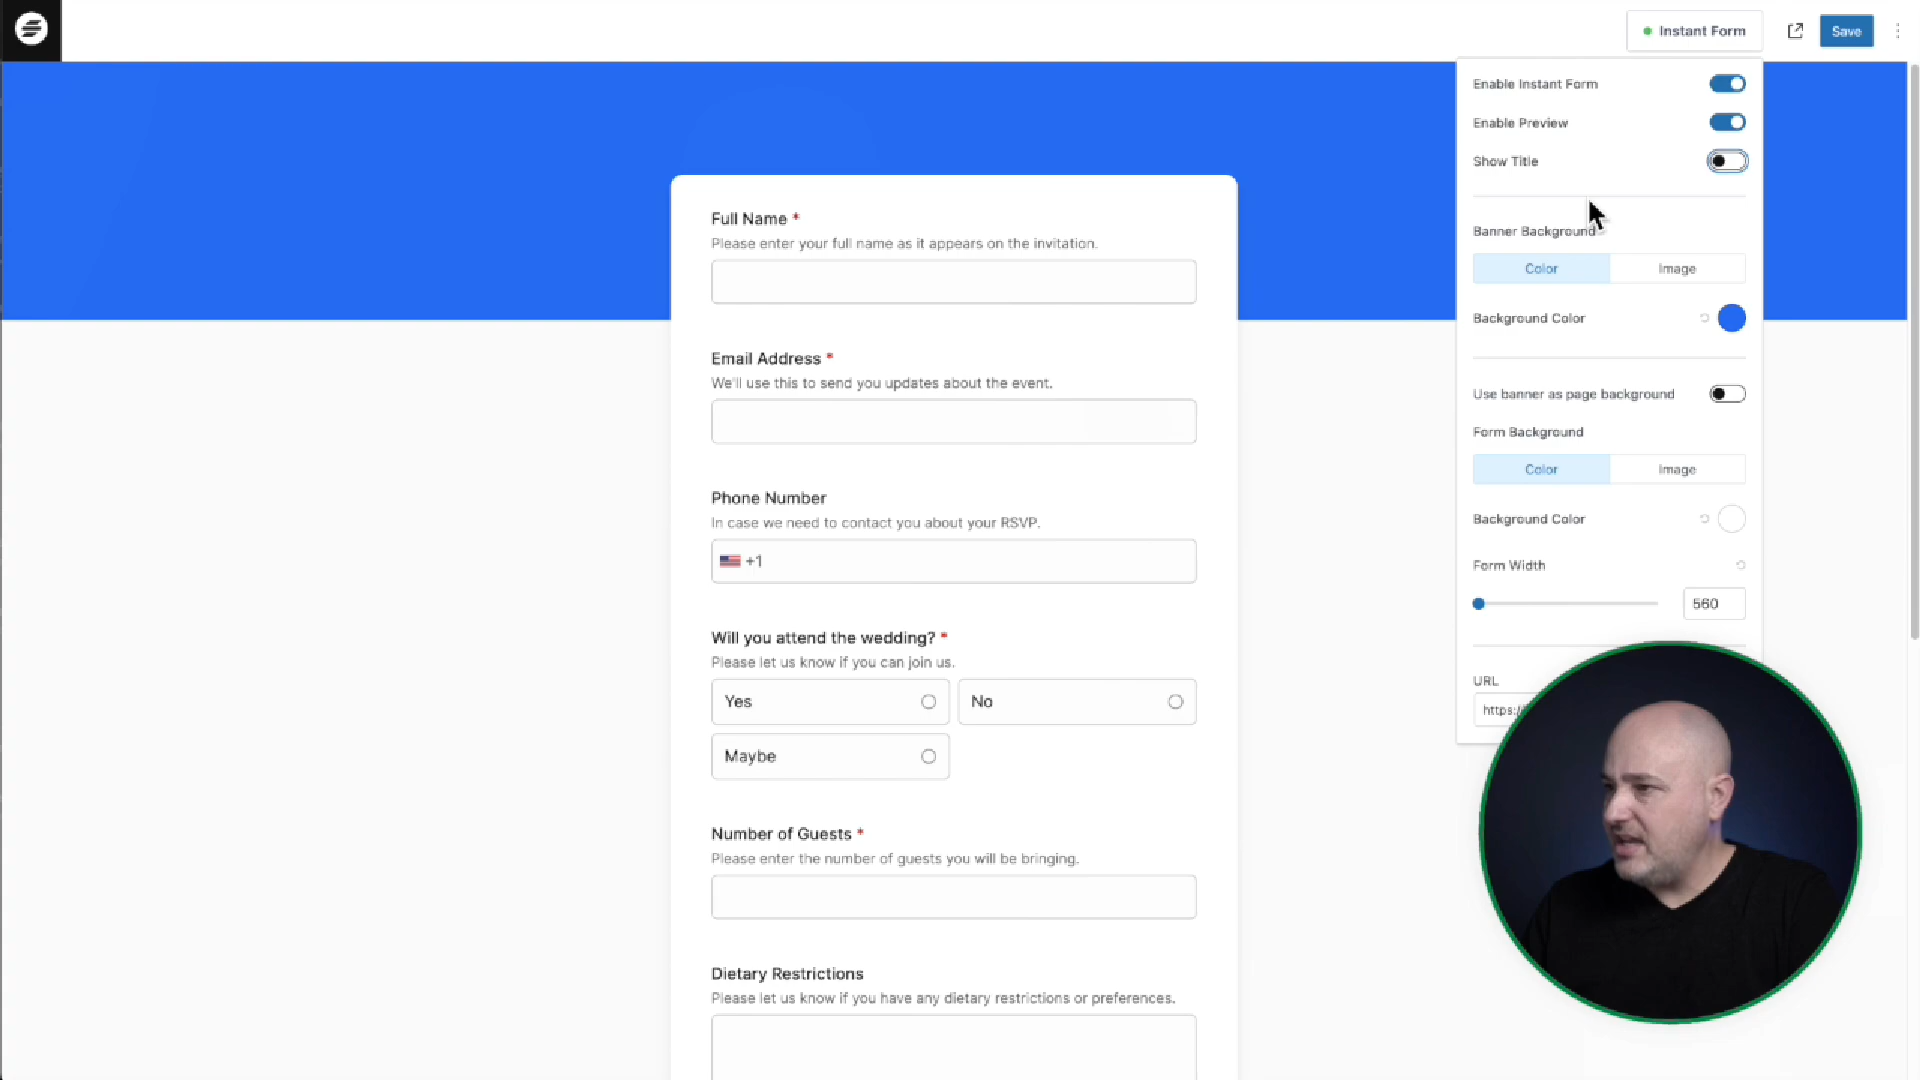 Instant Form
Save
Enable Instant Form
Enable Preview
Show Title
Banner Background
Color
Image
Background Color
Use banner as page background
Form Background
Color
Image
Background Color
Form Width
560
URL
https:/
Full Name *
Please enter your full name as it appears on the invitation.
Email Address *
We'll use this to send you updates about the event.
Phone Number
In case we need to contact you about your RSVP.
+1
Will you attend the wedding? *
Please let us know if you can join us.
Yes
No
Maybe
Number of Guests *
Please enter the number of guests you will be bringing.
Dietary Restrictions
Please let us know if you have any dietary restrictions or preferences.